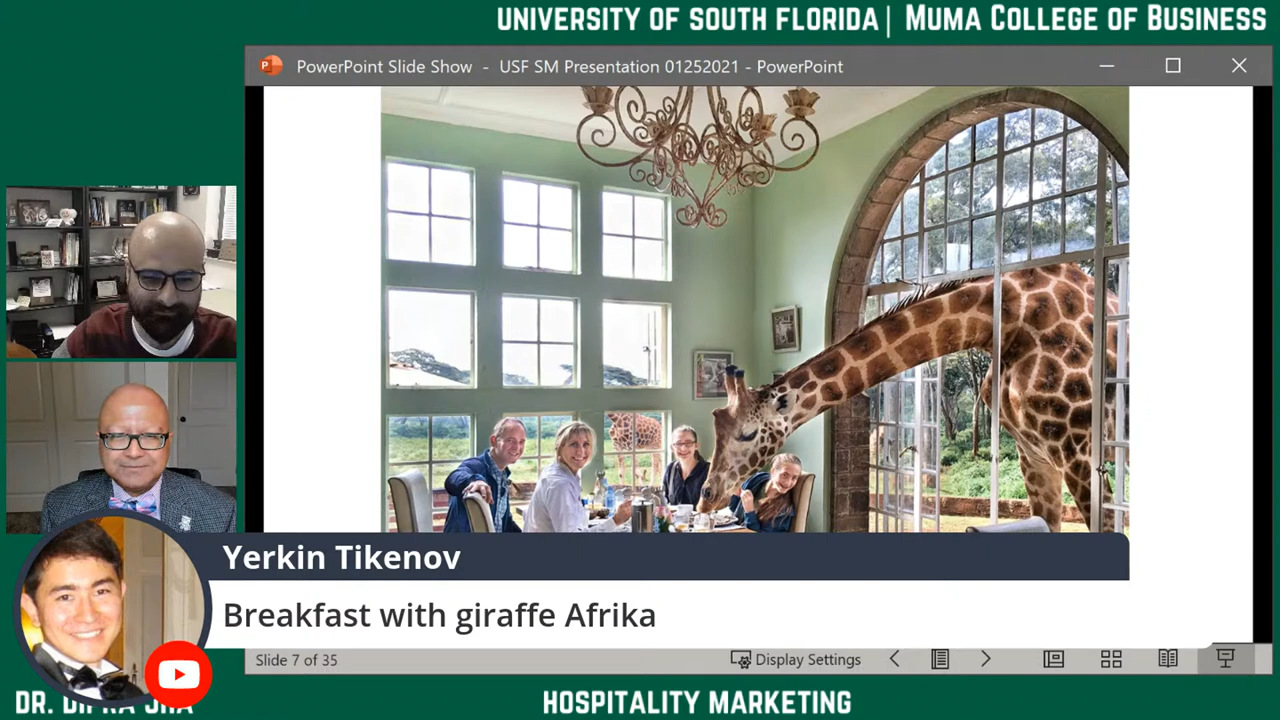 UNIVERSITY OF SOUTH FLORIDA| MUMA COLLEGE OF BUSINESS
PowerPoint Slide Show - USF SM Presentation 01252021 - PowerPoint
Yerkin Tikenov
Breakfast with giraffe Afrika
Slide 7 of 35
Display Settings
DR.
HOSPITALITY MARKETING